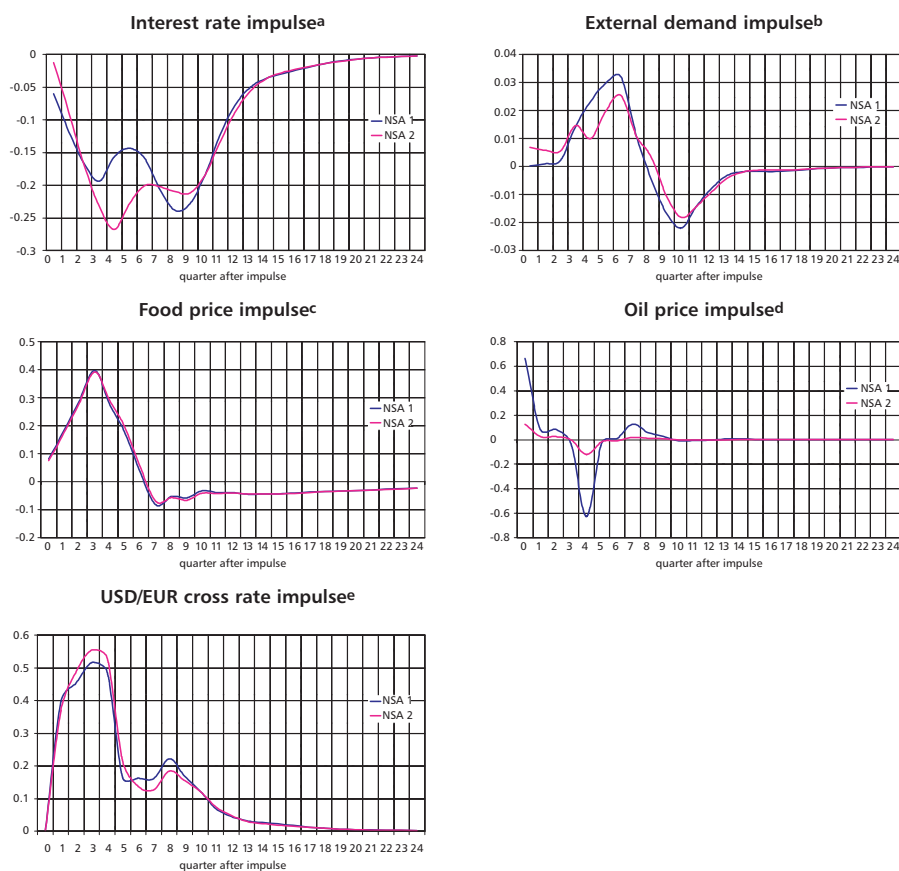 Interest rate impulsea
0
-0.05
-0.1
-0.15
-0.2
-0.25
-0.3
NSA 1
NSA 2
0 1 2 3 4 5 6 7 8 9 10 11 12 13 14 15 16 17 18 19 20 21 22 23 24
quarter after impulse
External demand impulseb
0.04
0.03
0.02
0.01
0
-0.01
-0.02
-0.03
NSA 1
NSA 2
0 1 2 3 4 5 6 7 8 9 10 11 12 13 14 15 16 17 18 19 20 21 22 23 24
quarter after impulse
Food price impulsec
0.5
0.4
0.3
0.2
0.1
0
-0.1
-0.2
NSA 1
NSA 2
0 1 2 3 4 5 6 7 8 9 10 11 12 13 14 15 16 17 18 19 20 21 22 23 24
quarter after impulse
Oil price impulsed
0.8
0.6
0.4
0.2
0
-0.2
-0.4
-0.6
-0.8
NSA 1
NSA 2
0 1 2 3 4 5 6 7 8 9 10 11 12 13 14 15 16 17 18 19 20 21 22 23 24
quarter after impulse
USD/EUR cross rate impulsee
0.6
0.5
0.4
0.3
0.2
0.1
0
NSA 1
NSA 2
0 1 2 3 4 5 6 7 8 9 10 11 12 13 14 15 16 17 18 19 20 21 22 23 24
quarter after impulse